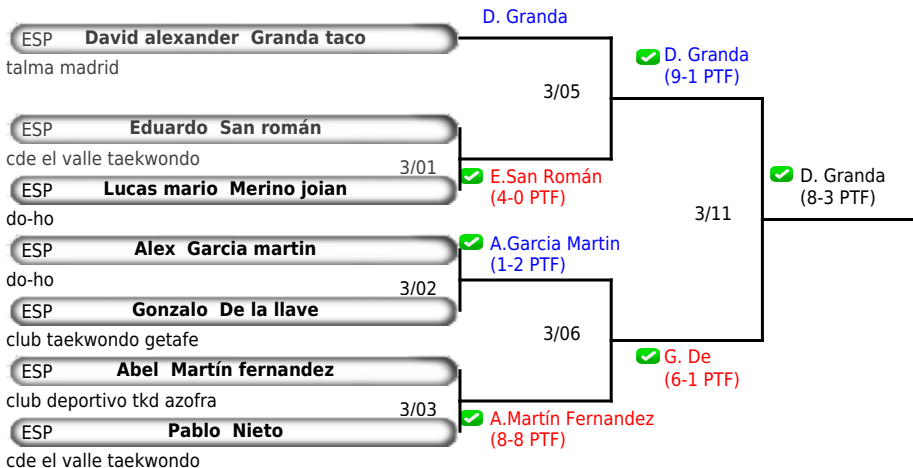 D. Granda
ESP David alexander Granda taco
talma madrid
D. Granda
(9-1 PTF)
3/05
ESP Eduardo San román
cde el valle taekwondo
3/01
E.San Román
(4-0 PTF)
ESP Lucas mario Merino joian
do-ho
D. Granda
(8-3 PTF)
3/11
ESP Alex Garcia martin
do-ho
A.Garcia Martin
(1-2 PTF)
3/02
ESP Gonzalo De la llave
club taekwondo getafe
3/06
G. De
(6-1 PTF)
ESP Abel Martín fernandez
club deportivo tkd azofra
3/03
A.Martín Fernandez
(8-8 PTF)
ESP Pablo Nieto
cde el valle taekwondo